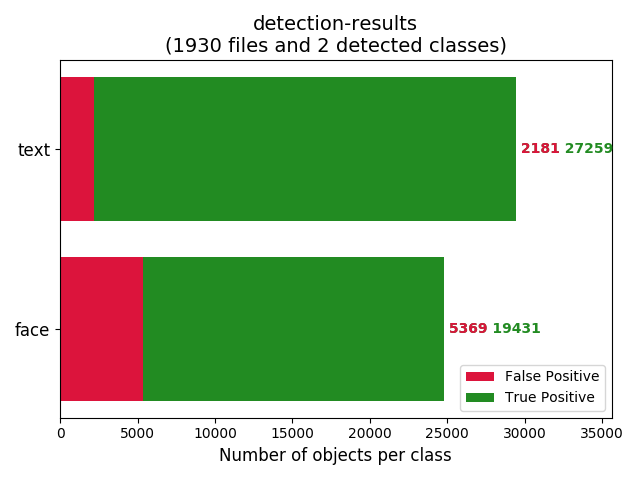 detection-results
(1930 files and 2 detected classes)
text
2181 27259
face
5369 19431
False Positive
True Positive
0 5000 10000 15000 20000 25000 30000 35000
Number of objects per class